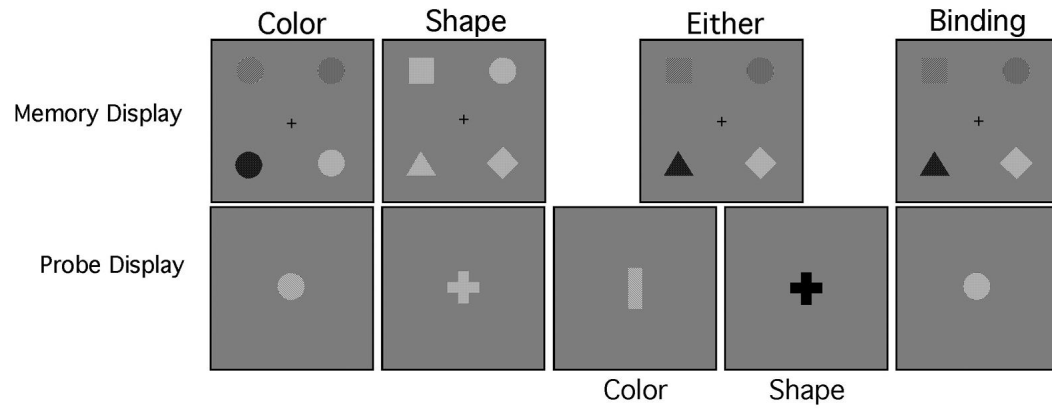 Color Shape Either Binding
Memory Display
Probe Display
Color Shape